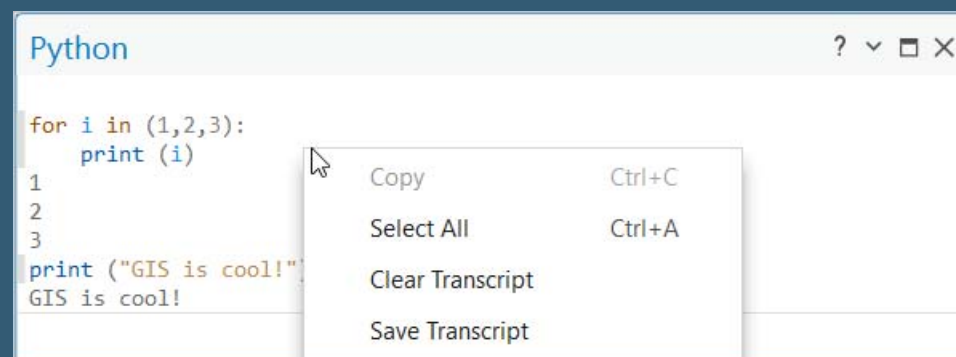 Python ?
for i in (1,2,3):
    print (i)
1
2
3
print ("GIS is cool!")
GIS is cool!
Copy Ctrl+C
Select All Ctrl+A
Clear Transcript
Save Transcript